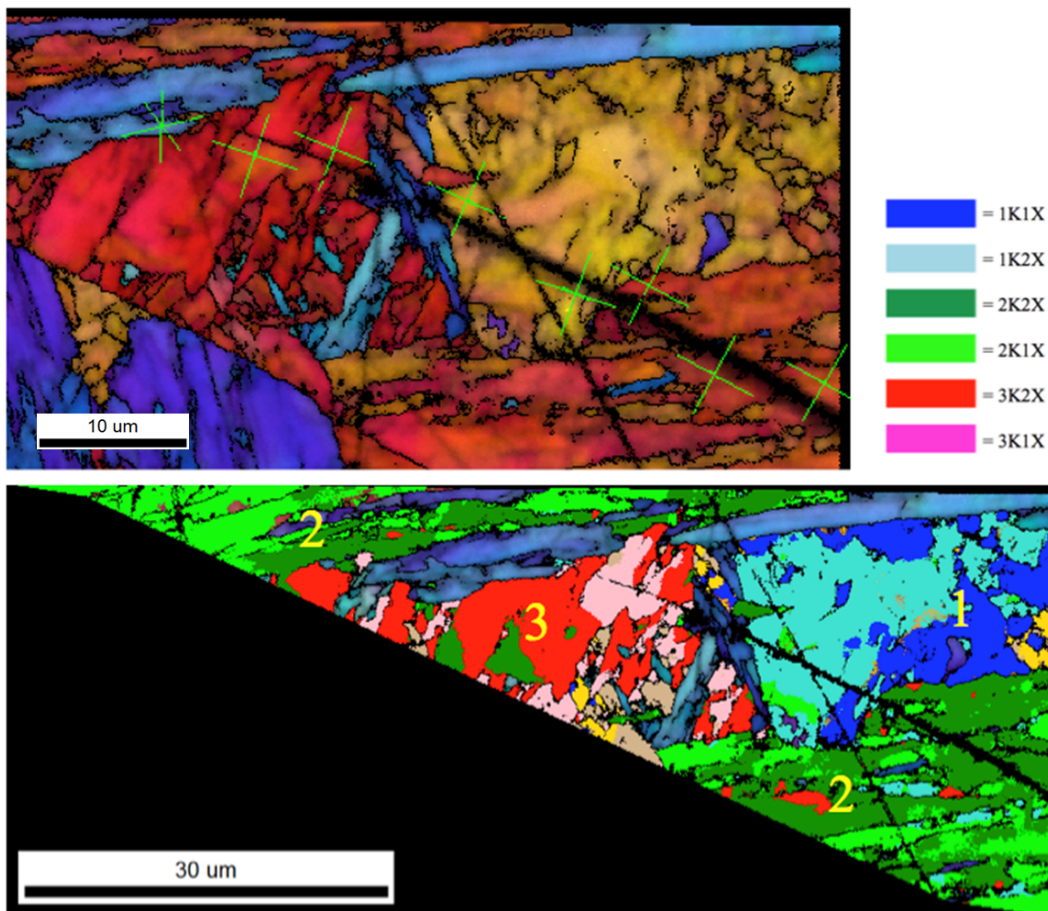 10 um
= 1K1X
= 1K2X
= 2K2X
= 2K1X
= 3K2X
= 3K1X
2
3
1
2
30 um